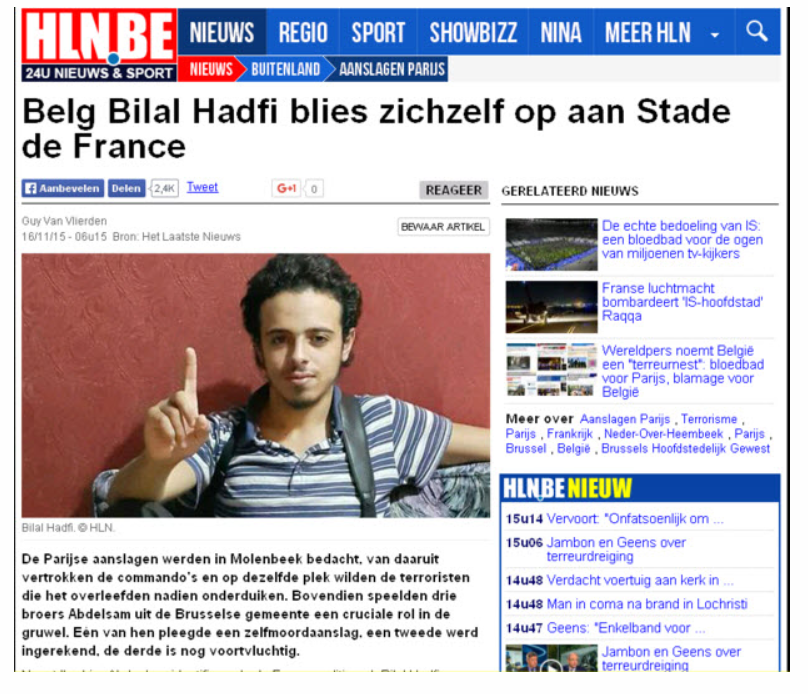 HLN.BE
24U NIEUWS & SPORT
NIEUWS REGIO SPORT SHOWBIZZ NINA MEER HLN
NIEUWS BUITENLAND AANSLAGEN PARIJS
Belg Bilal Hadfi blies zichzelf op aan Stade
de France
Aanbevelen Delen 2,4K Tweet G+1 0 REAGEER
Guy Van Vlierden
16/11/15 - 06u15 Bron: Het Laatste Nieuws
BEWAAR ARTIKEL
Bilal Hadfi. © HLN.
De Parijse aanslagen werden in Molenbeek bedacht, van daaruit
vertrokken de commando's en op dezelfde plek wilden de terroristen
die het overleefden nadien onderduiken. Bovendien speelden drie
broers Abdelsam uit de Brusselse gemeente een cruciale rol in de
gruwel. Eén van hen pleegde een zelfmoordaanslag, een tweede werd
ingerekend, de derde is nog voortvluchtig.
GERELATEERD NIEUWS
De echte bedoeling van IS:
een bloedbad voor de ogen
van miljoenen tv-kijkers
Franse luchtmacht
bombardeert 'IS-hoofdstad'
Raqqa
Wereldpers noemt België
een "terreurnest": bloedbad
voor Parijs, blamage voor
België
Meer over Aanslagen Parijs , Terrorisme ,
Parijs , Frankrijk , Neder-Over-Heembeek , Parijs ,
Brussel , België , Brussels Hoofdstedelijk Gewest
HLN.BE NIEUW
15u14 Vervoort: "Onfatsoenlijk om ...
15u06 Jambon en Geens over
terreurdreiging
14u48 Verdacht voertuig aan kerk in ...
14u48 Man in coma na brand in Lochristi
14u47 Geens: "Enkelband voor ...
Jambon en Geens over
terreurdreiging